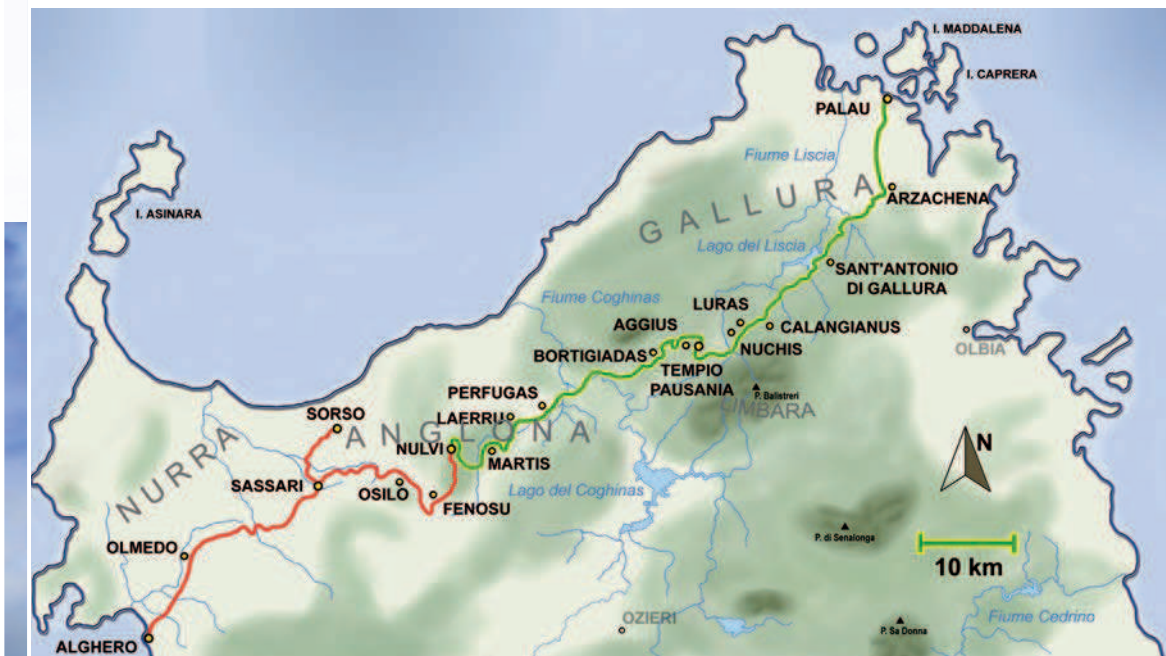 I. MADDALENA
I. CAPRERA
PALAU
Fiume Liscia
I. ASINARA
GALLURA
ARZACHENA
Lago del Liscia
SANT'ANTONIO
DI GALLURA
Fiume Coghinas
LURAS
AGGIUS
CALANGIANUS
NUCHIS
OLBIA
BORTIGIADAS
TEMPIO
PAUSANIA
P. Balistreri
LIMBARA
PERFUGAS
LAERRU
SORSO
ANGLONA
NURRA
NULVI
MARTIS
N
SASSARI
OSILO
FENOSU
Lago del Coghinas
P. di Senalonga
OLMEDO
10 km
OZIERI
Fiume Cedrino
P. Sa Donna
ALGHERO